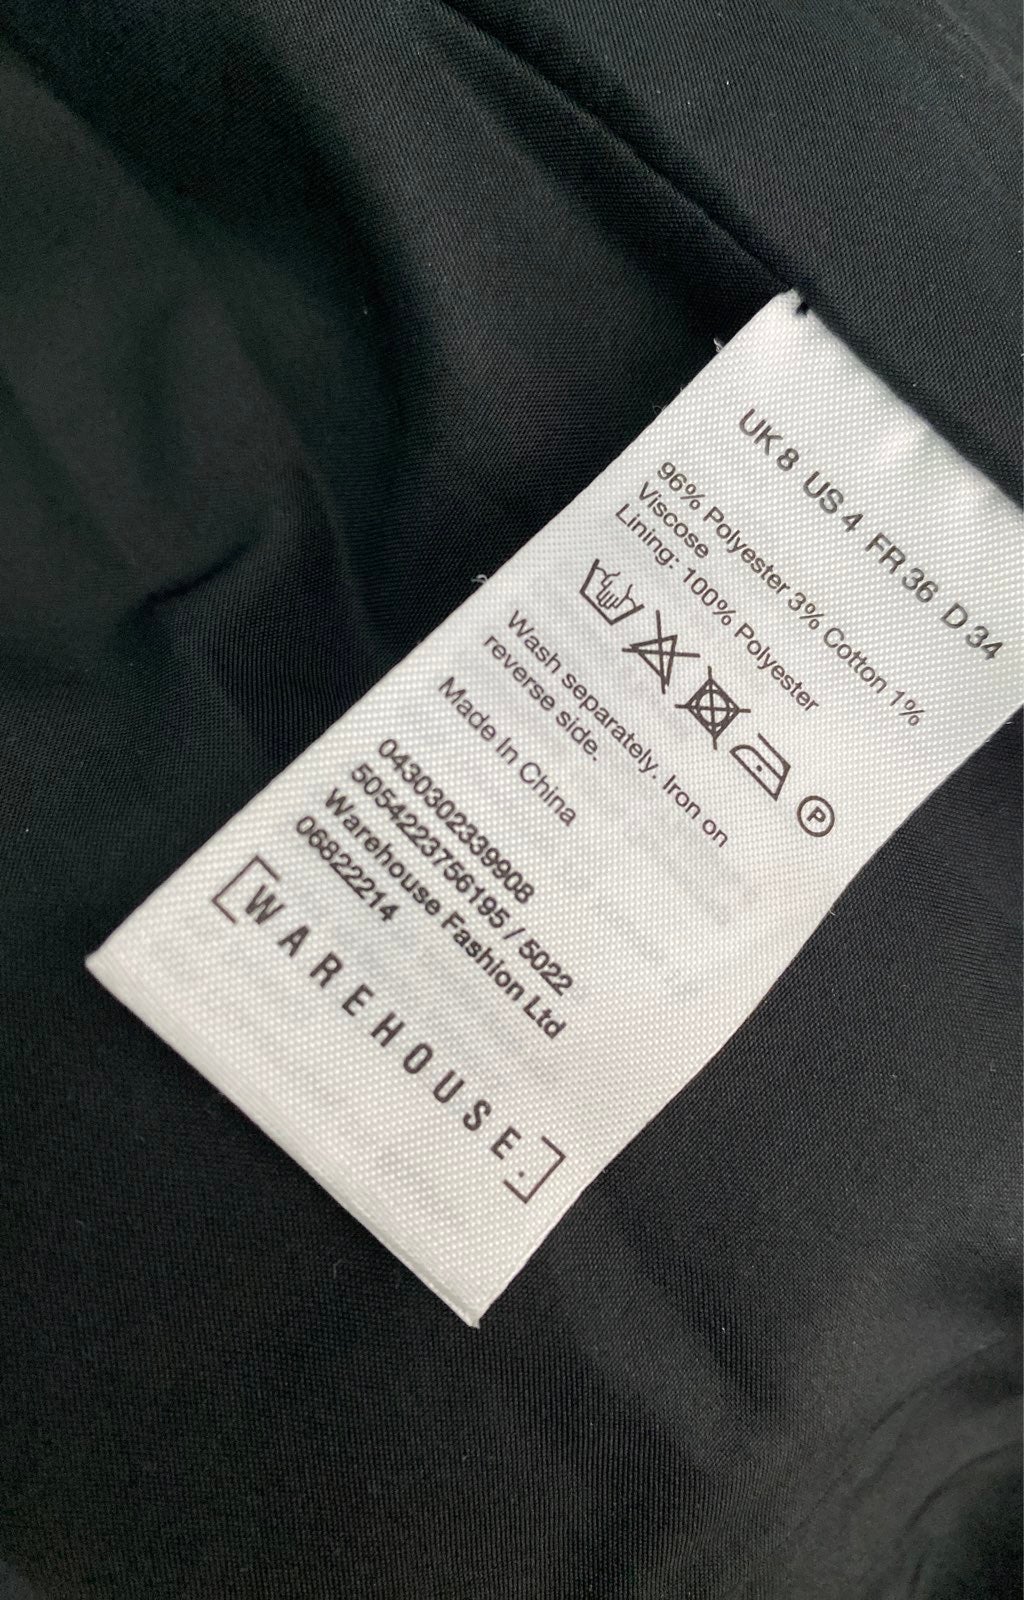 UK 8 US 4 FR 36 D 34
96% Polyester 3% Cotton 1%
Viscose
Lining: 100% Polyester
P
Wash separately. Iron on
reverse side.
Made In China
0430302339908
5054223756195 / 5022
Warehouse Fashion Ltd
06822214
[WAREHOUSE.]